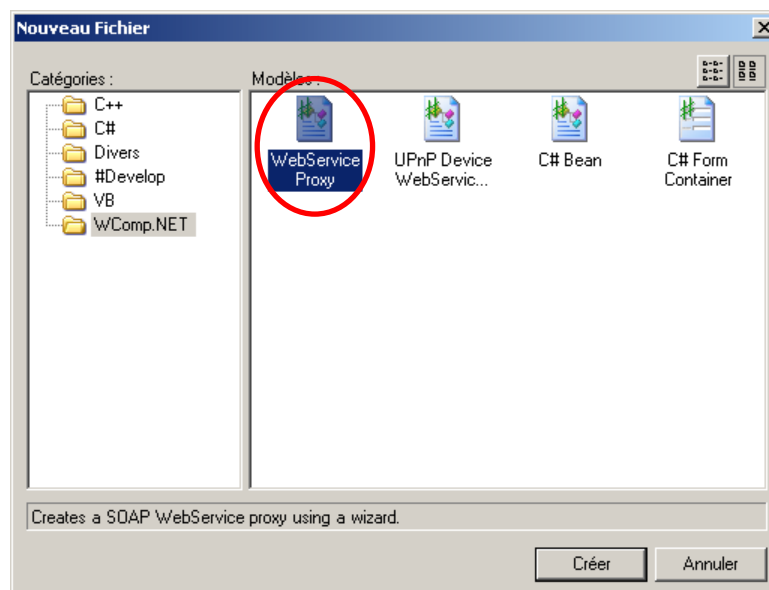 Nouveau Fichier
Catégories :
Modèles :
C++
C#
Divers
#Develop
VB
WComp.NET
WebService
Proxy
UPnP Device
WebServic...
C# Bean
C# Form
Container
Creates a SOAP WebService proxy using a wizard.
Créer
Annuler